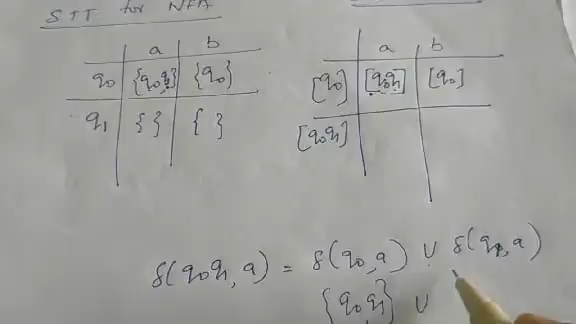 STT for NFA
a b
q0 {q0q1} {q0}
q1 { } { }
a b
[q0] [q0q1] [q0]
[q0q1]
δ(q0q1, a) = δ(q0, a) ∪ δ(q1, a)
{q0q1} ∪